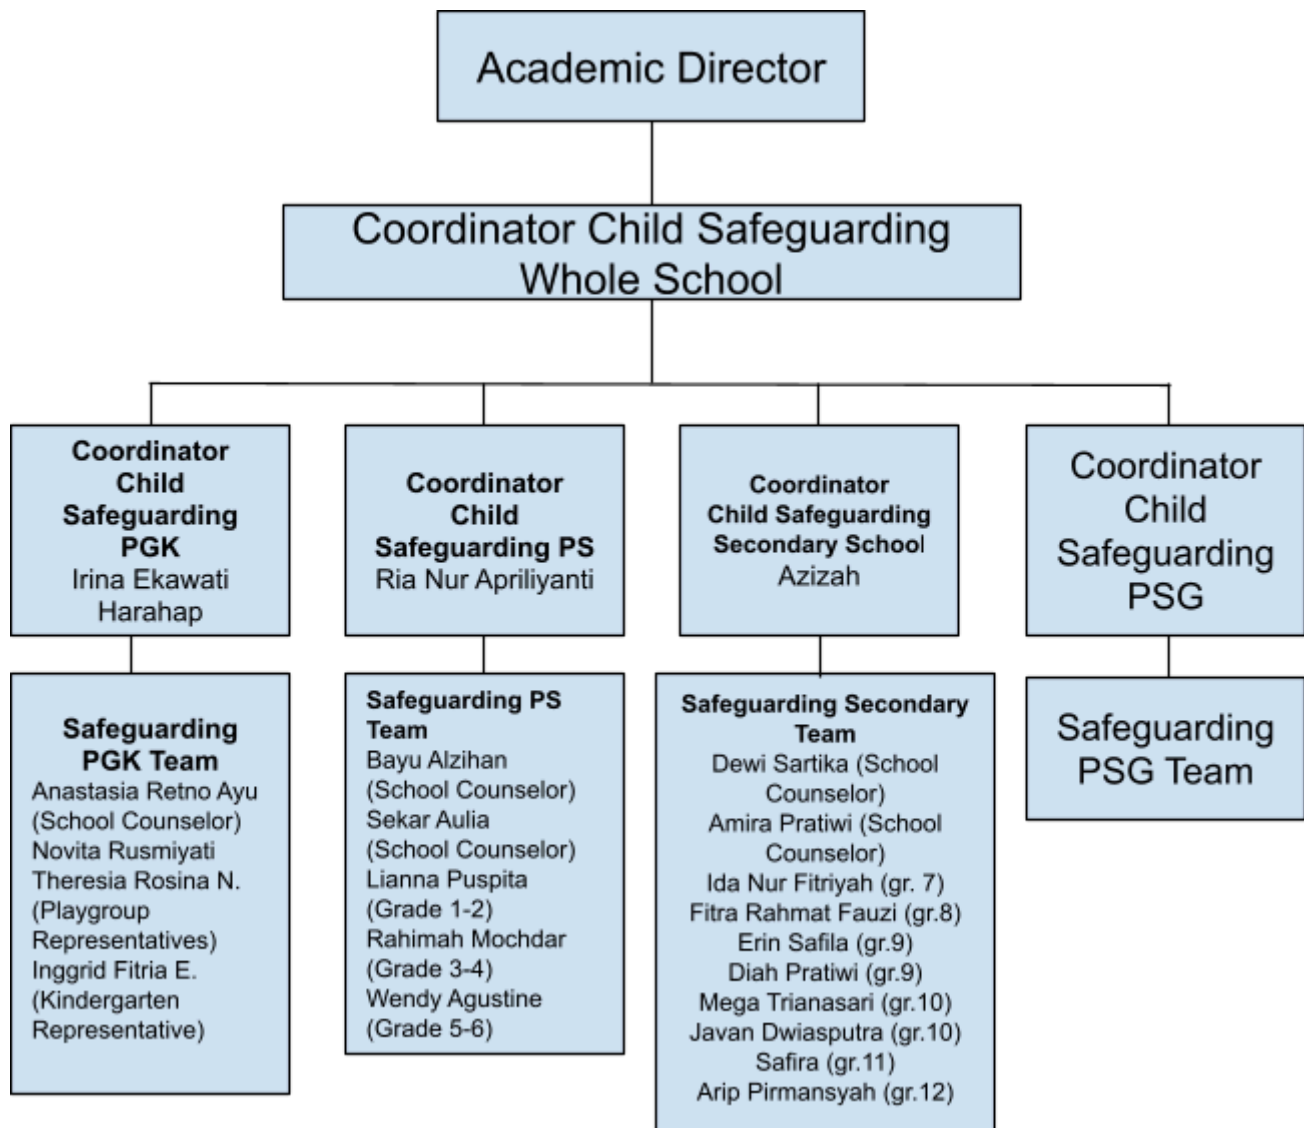 Academic Director
Coordinator Child Safeguarding
Whole School
Coordinator
Child
Safeguarding
PGK
Irina Ekawati
Harahap
Coordinator
Child
Safeguarding PS
Ria Nur Apriliyanti
Coordinator
Child Safeguarding
Secondary School
Azizah
Coordinator
Child
Safeguarding
PSG
Safeguarding
PGK Team
Anastasia Retno Ayu
(School Counselor)
Novita Rusmiyati
Theresia Rosina N.
(Playgroup
Representatives)
Inggrid Fitria E.
(Kindergarten
Representative)
Safeguarding PS
Team
Bayu Alzihan
(School Counselor)
Sekar Aulia
(School Counselor)
Lianna Puspita
(Grade 1-2)
Rahimah Mochdar
(Grade 3-4)
Wendy Agustine
(Grade 5-6)
Safeguarding Secondary
Team
Dewi Sartika (School
Counselor)
Amira Pratiwi (School
Counselor)
Ida Nur Fitriyah (gr. 7)
Fitra Rahmat Fauzi (gr.8)
Erin Safila (gr.9)
Diah Pratiwi (gr.9)
Mega Trianasari (gr.10)
Javan Dwiasputra (gr.10)
Safira (gr.11)
Arip Pirmansyah (gr.12)
Safeguarding
PSG Team